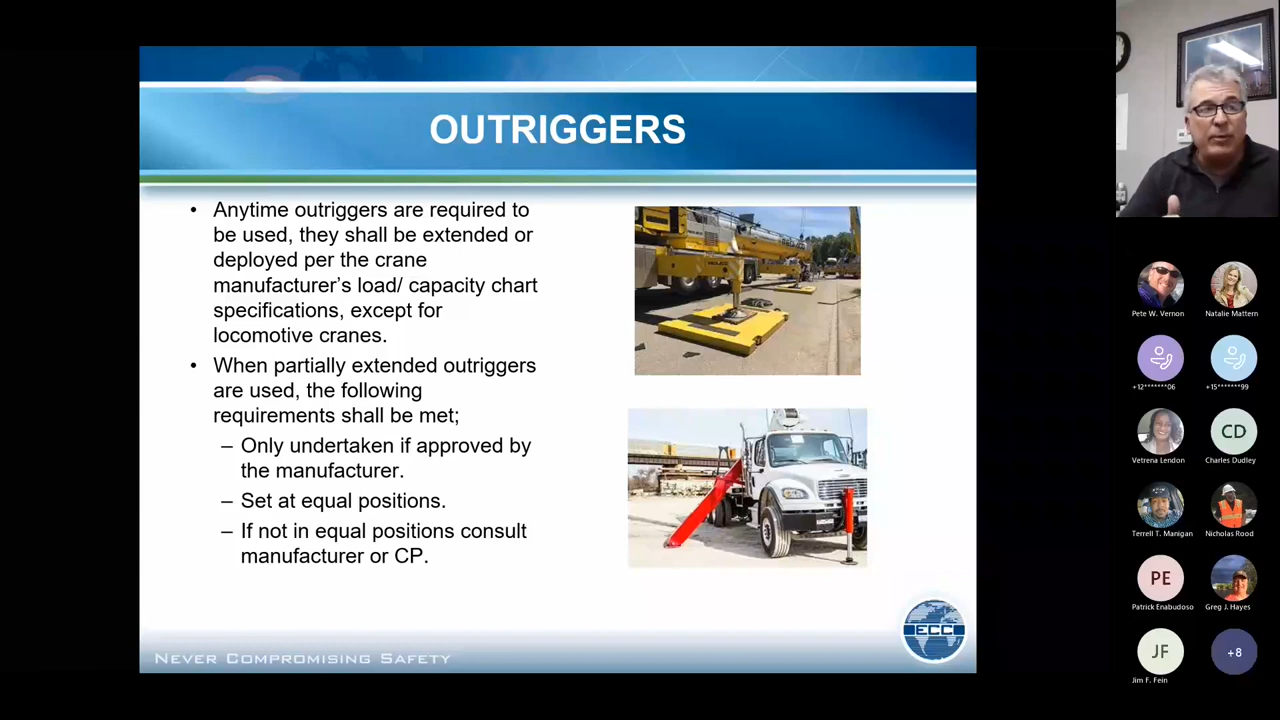 OUTRIGGERS
• Anytime outriggers are required to
be used, they shall be extended or
deployed per the crane
manufacturer’s load/ capacity chart
specifications, except for
locomotive cranes.
• When partially extended outriggers
are used, the following
requirements shall be met;
– Only undertaken if approved by
the manufacturer.
– Set at equal positions.
– If not in equal positions consult
manufacturer or CP.
ECC
NEVER COMPROMISING SAFETY
Pete W. Vernon
Natalie Mattern
+12*******06
+15*******99
CD
Vetrena Lendon
Charles Dudley
Terrell T. Manigan
Nicholas Rood
PE
Patrick Enabudoso
Greg J. Hayes
JF
+8
Jim F. Fein